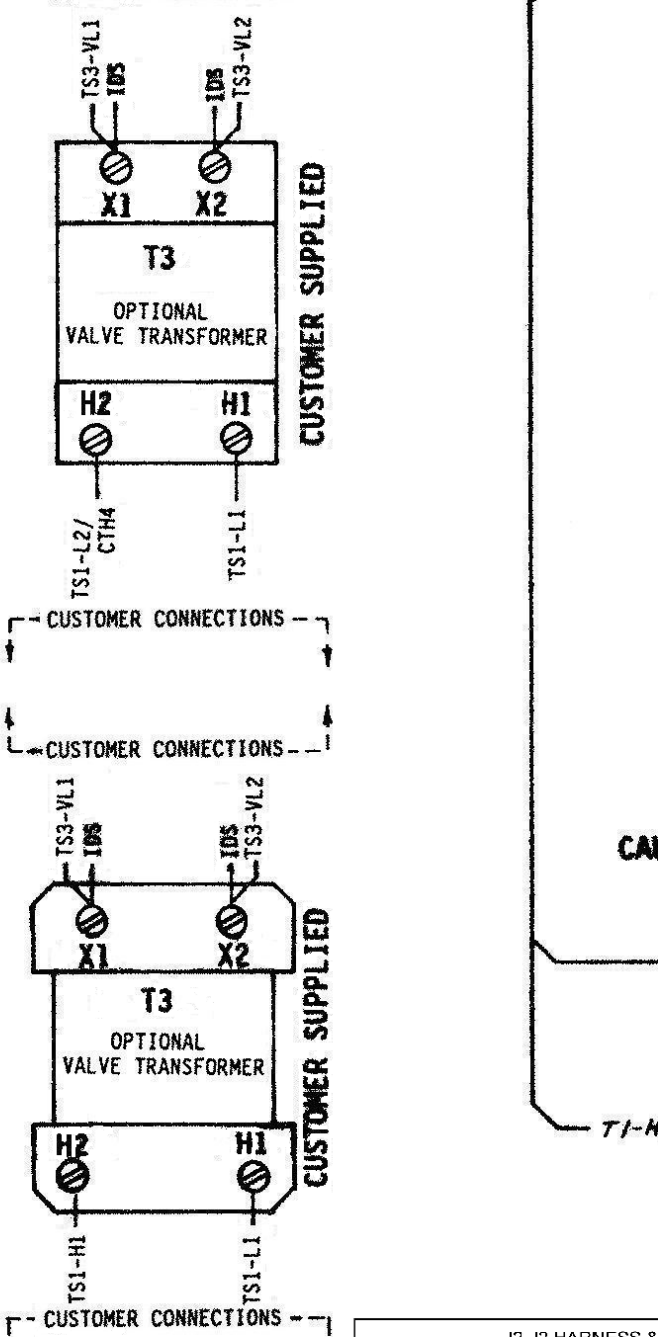 TS3-VL1
IDS
IDS
TS3-VL2
X1
X2
T3
OPTIONAL
VALVE TRANSFORMER
CUSTOMER SUPPLIED
H2
H1
TS1-L2/
CTH4
TS1-L1
CUSTOMER CONNECTIONS
CUSTOMER CONNECTIONS
TS3-VL1
IDS
IDS
TS3-VL2
X1
X2
T3
OPTIONAL
VALVE TRANSFORMER
CUSTOMER SUPPLIED
H2
H1
TS1-H1
TS1-L1
CUSTOMER CONNECTIONS
T1-H